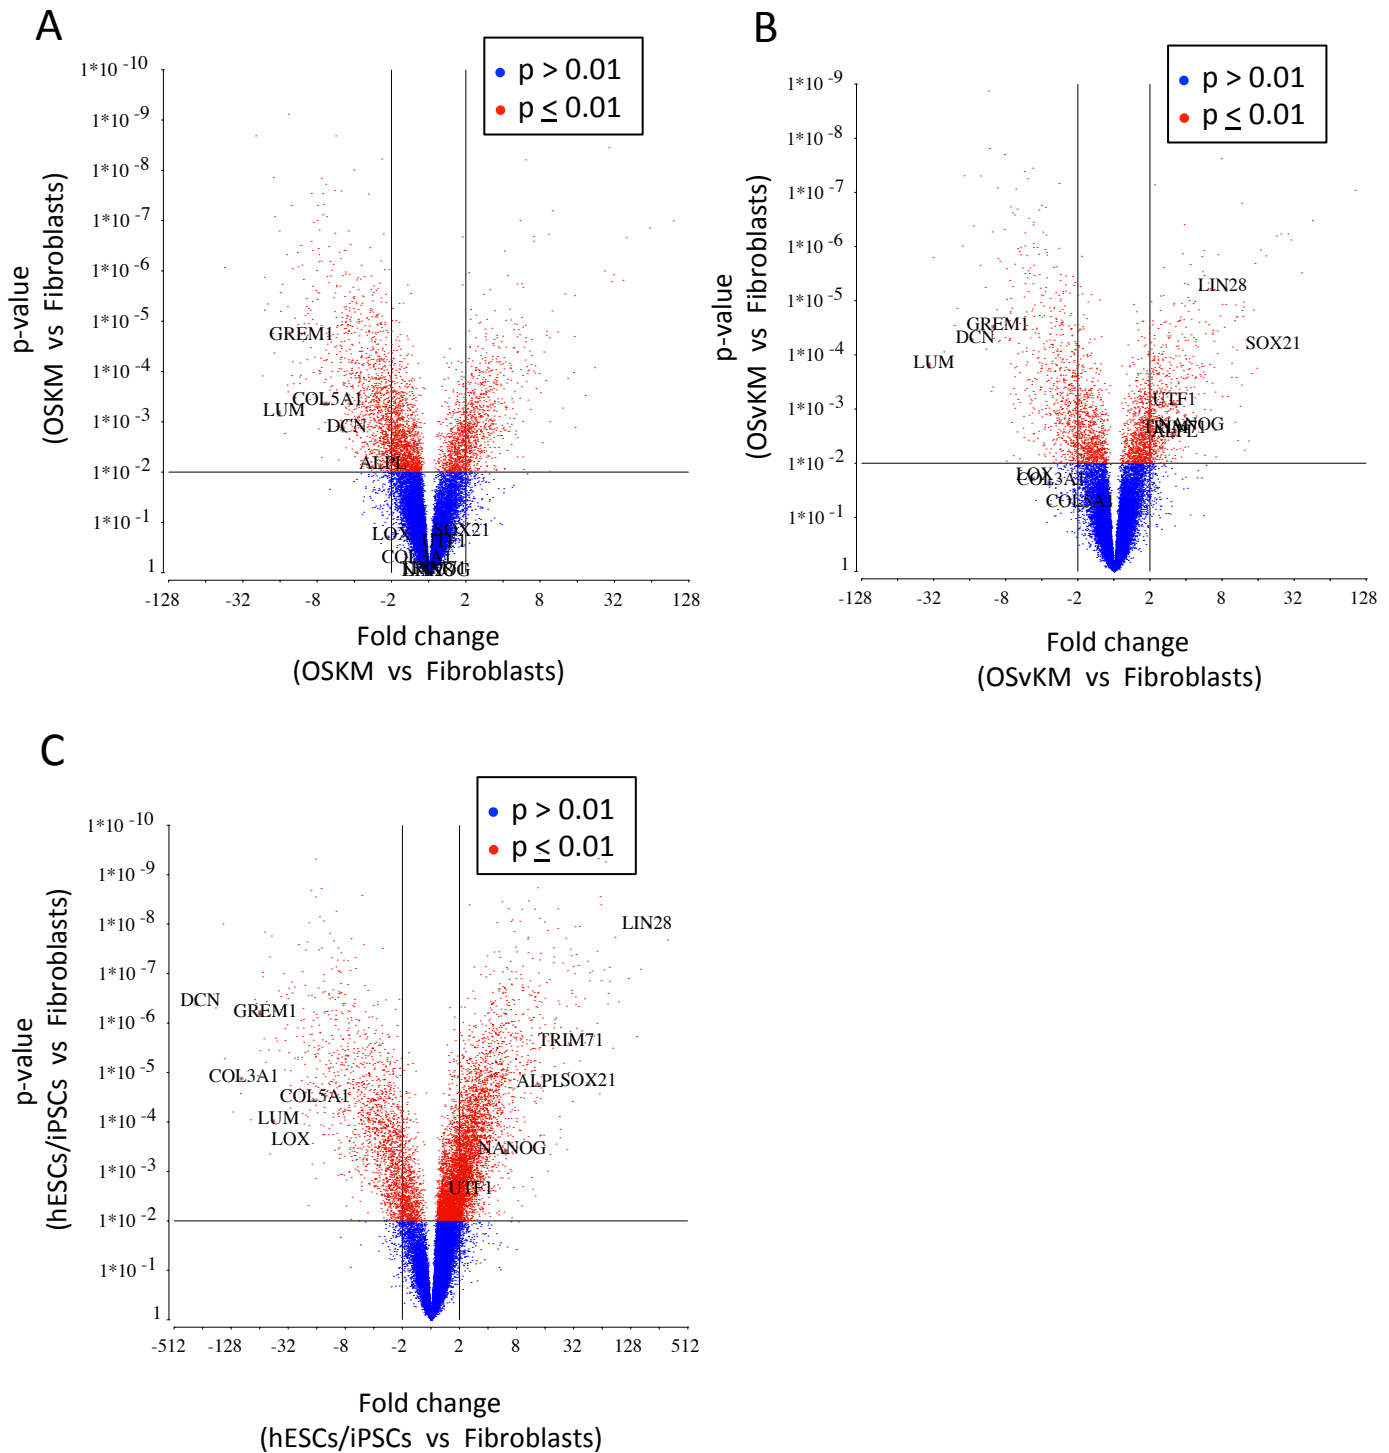 A
p > 0.01
p ≤ 0.01
1*10 -10
1*10 -9
1*10 -8
1*10 -7
1*10 -6
1*10 -5
1*10 -4
1*10 -3
1*10 -2
1*10 -1
1
p-value
(OSKM vs Fibroblasts)
GREM1
COL5A1
LUM
DCN
ALPL
LOX
SOX21
UTF1
COL3A1
TRIM71
NANOG
-128 -32 -8 -2 2 8 32 128
Fold change
(OSKM vs Fibroblasts)
B
p > 0.01
p ≤ 0.01
1*10 -9
1*10 -8
1*10 -7
1*10 -6
1*10 -5
1*10 -4
1*10 -3
1*10 -2
1*10 -1
1
p-value
(OSvKM vs Fibroblasts)
LIN28
GREM1
DCN
SOX21
LUM
UTF1
NANOG
TRIM71
ALPL
LOX
COL3A1
COL5A1
-128 -32 -8 -2 2 8 32 128
Fold change
(OSvKM vs Fibroblasts)
C
p > 0.01
p ≤ 0.01
1*10 -10
1*10 -9
1*10 -8
1*10 -7
1*10 -6
1*10 -5
1*10 -4
1*10 -3
1*10 -2
1*10 -1
1
p-value
(hESCs/iPSCs vs Fibroblasts)
LIN28
DCN
GREM1
TRIM71
COL3A1
ALPL
SOX21
COL5A1
LUM
LOX
NANOG
UTF1
-512 -128 -32 -8 -2 2 8 32 128 512
Fold change
(hESCs/iPSCs vs Fibroblasts)